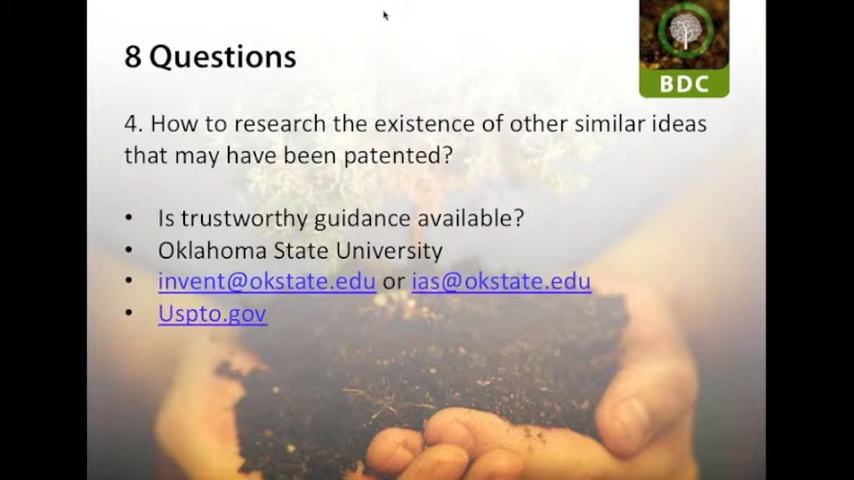 8 Questions
BDC
4. How to research the existence of other similar ideas
that may have been patented?
• Is trustworthy guidance available?
• Oklahoma State University
• invent@okstate.edu or ias@okstate.edu
• Uspto.gov